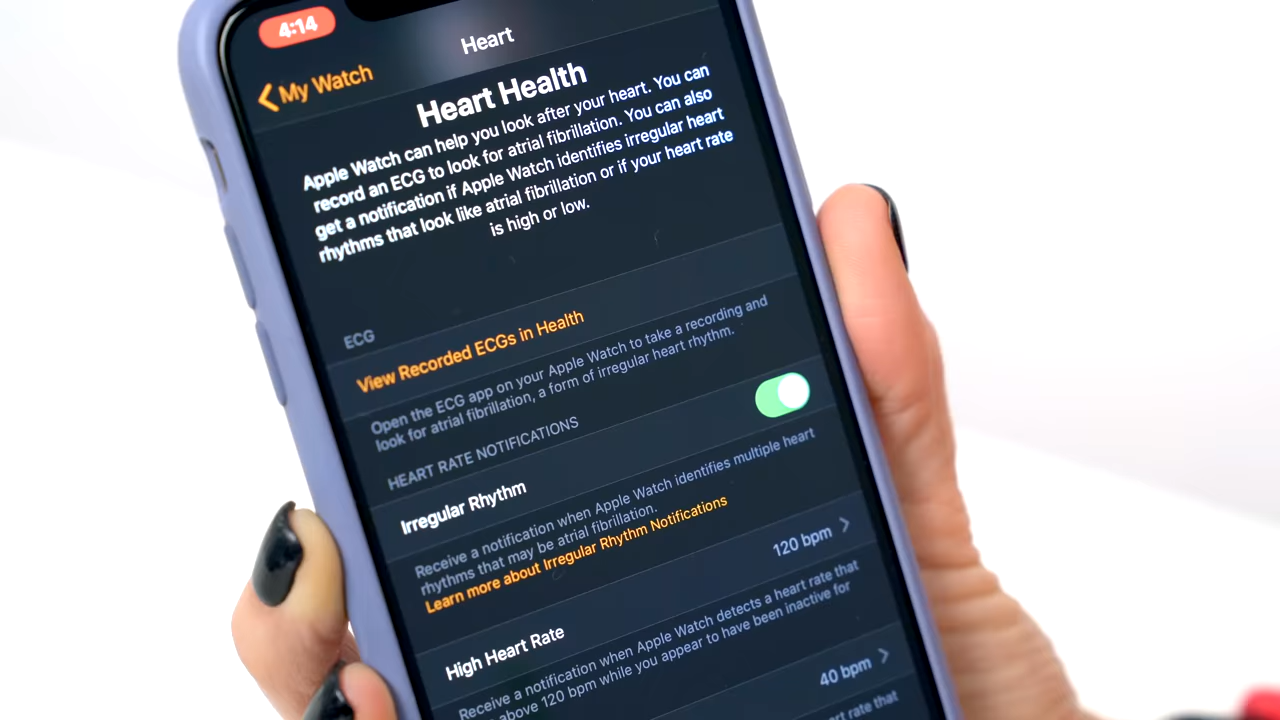 4:14
Heart
My Watch
Heart Health
Apple Watch can help you look after your heart. You can
record an ECG to look for atrial fibrillation. You can also
get a notification if Apple Watch identifies irregular heart
rhythms that look like atrial fibrillation or if your heart rate
is high or low.
ECG
View Recorded ECGs in Health
Open the ECG app on your Apple Watch to take a recording and
look for atrial fibrillation, a form of irregular heart rhythm.
HEART RATE NOTIFICATIONS
Irregular Rhythm
Receive a notification when Apple Watch identifies multiple heart
rhythms that may be atrial fibrillation.
Learn more about Irregular Rhythm Notifications
High Heart Rate 120 bpm
Receive a notification when Apple Watch detects a heart rate that
above 120 bpm while you appear to have been inactive for
40 bpm
heart rate that